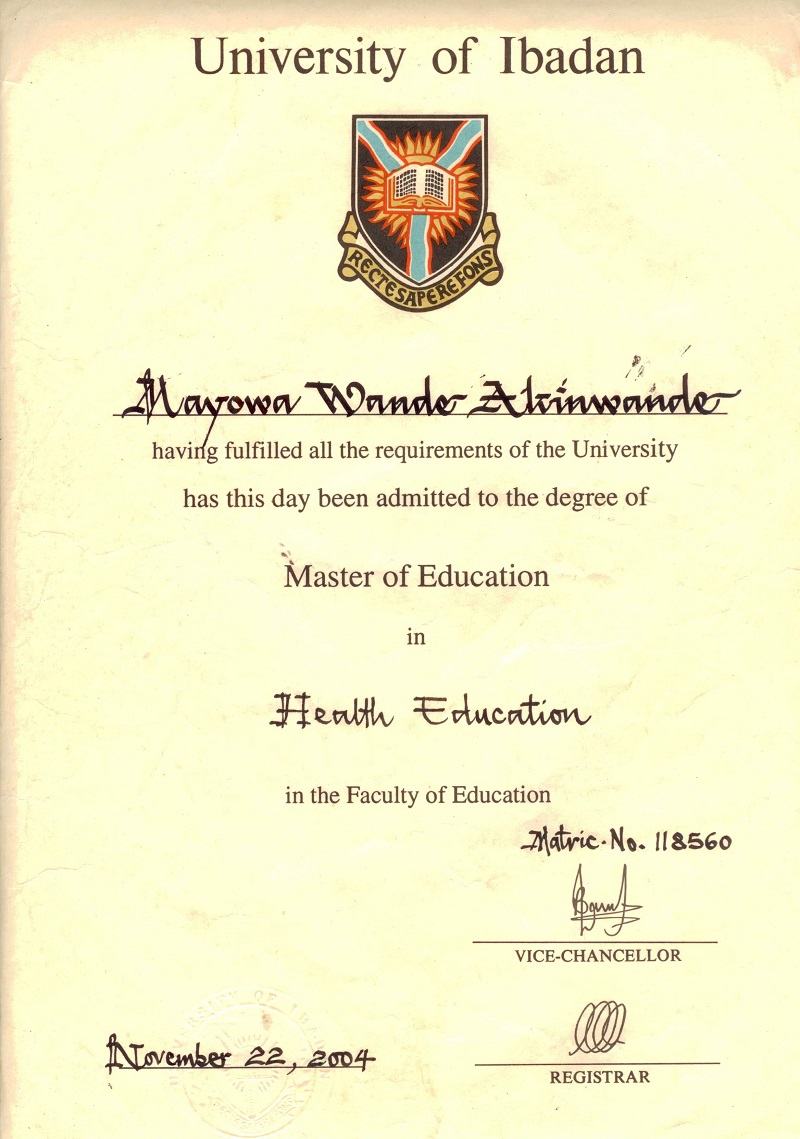 University of Ibadan
RECTE SAPERE FONS
Mayowa Wande Akinwande
having fulfilled all the requirements of the University
has this day been admitted to the degree of
Master of Education
in
Health Education
in the Faculty of Education
Matric. No. 118560
VICE-CHANCELLOR
November 22, 2004
REGISTRAR